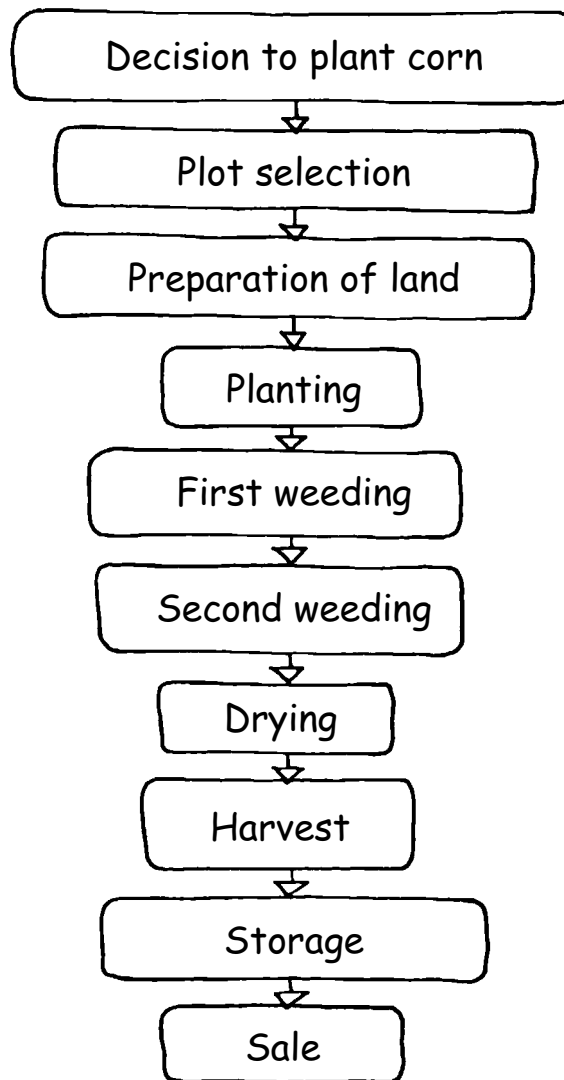 Decision to plant corn
Plot selection
Preparation of land
Planting
First weeding
Second weeding
Drying
Harvest
Storage
Sale